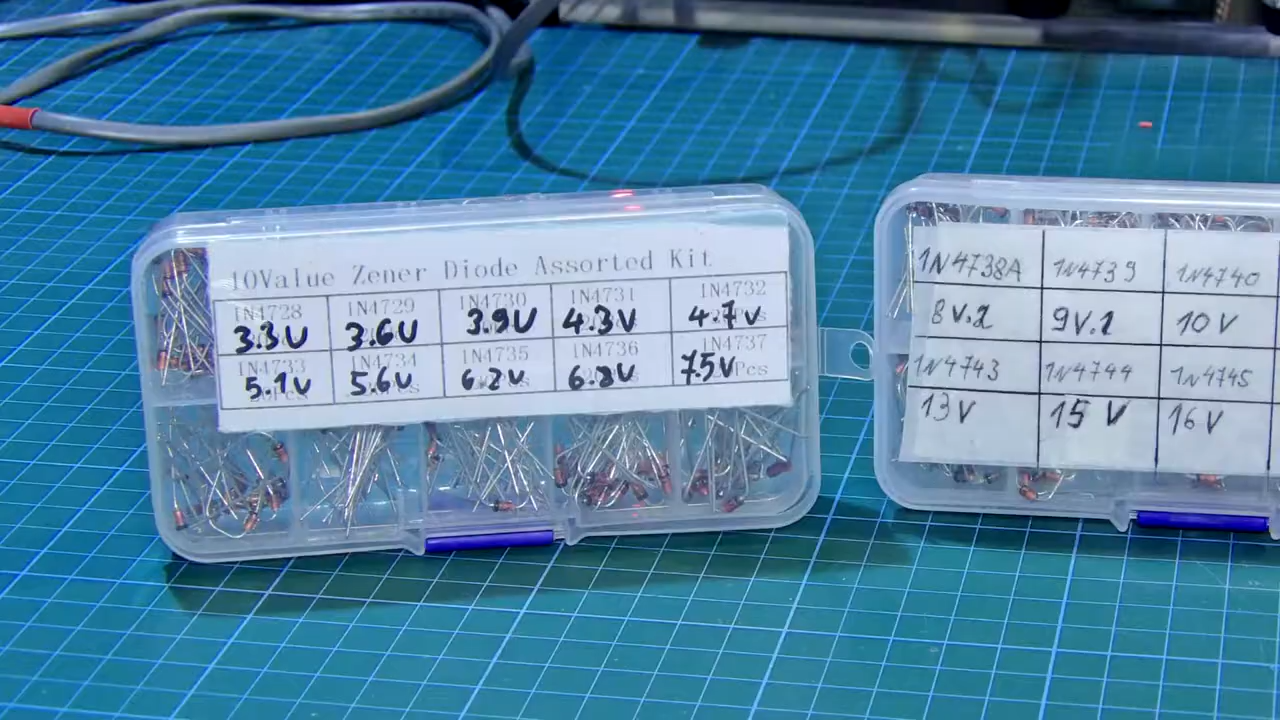 10Value Zener Diode Assorted Kit
1N4728 1N4729 1N4730 1N4731 1N4732
3.3V 3.6V 3.9V 4.3V 4.7V
1N4733 1N4734 1N4735 1N4736 1N4737
5.1V 5.6V 6.2V 6.8V 75V Pcs
1N4738A 1N4739 1N4740
8V.2 9V.1 10V
1N4743 1N4744 1N4745
13V 15V 16V